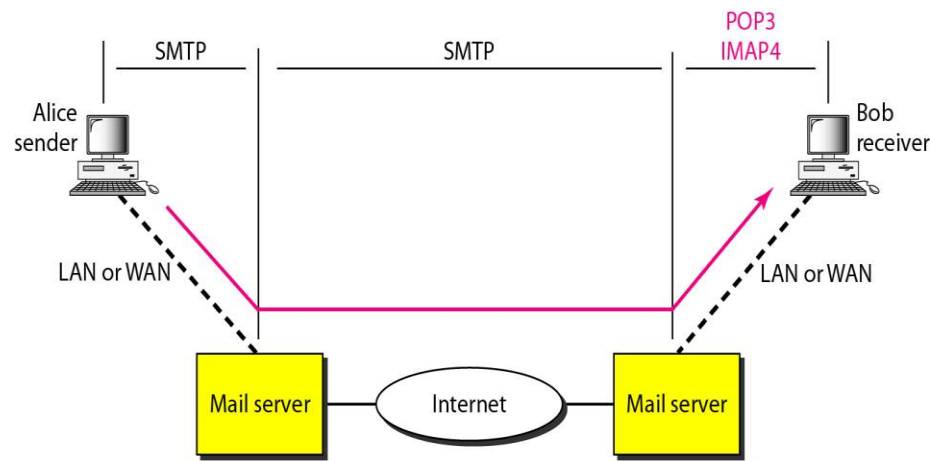 POP3
SMTP
SMTP
IMAP4
Alice
sender
Bob
receiver
LAN or WAN
LAN or WAN
Mail server
Internet
Mail server